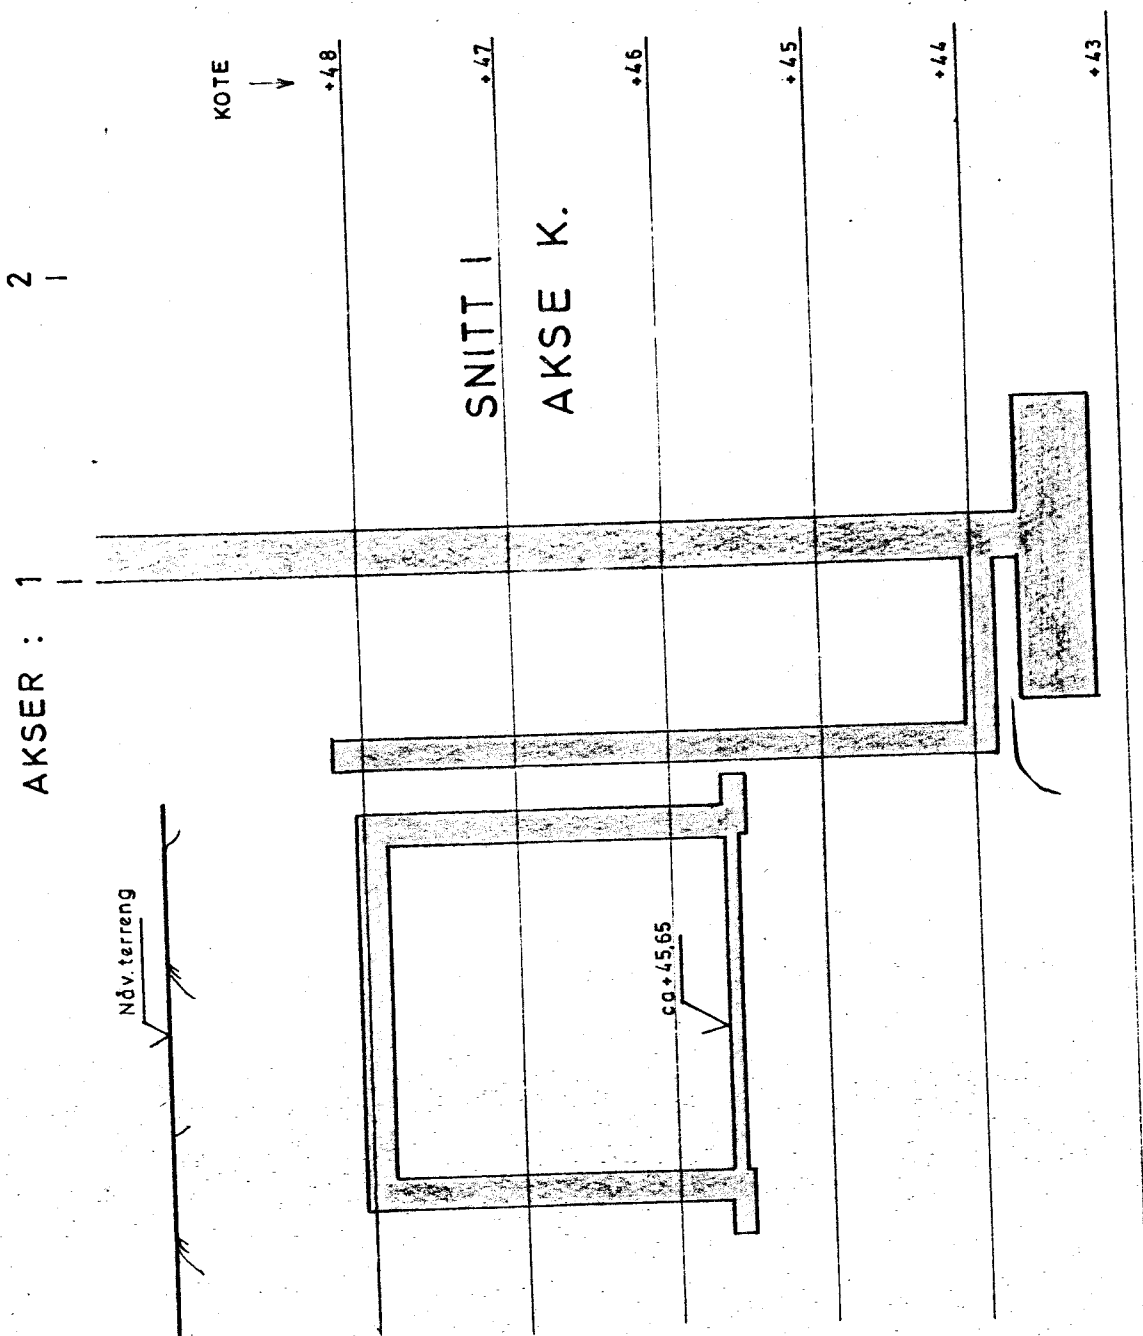 AKSER : 1 2
KOTE
+48
+47
+46
+45
+44
+43
SNITT I
AKSE K.
Nåv. terreng
ca +45,65